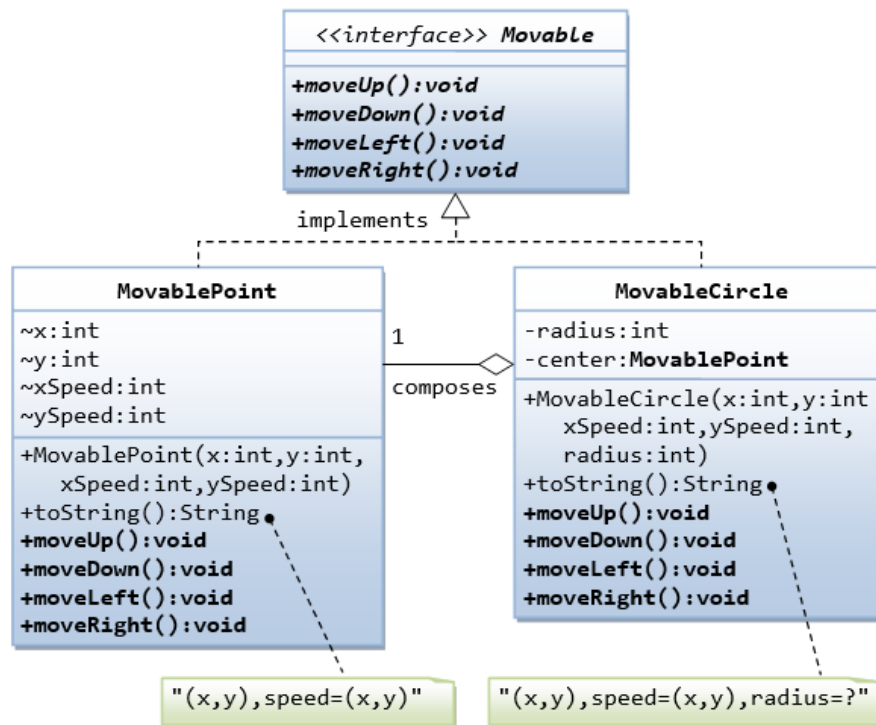 <<interface>> Movable
+moveUp():void
+moveDown():void
+moveLeft():void
+moveRight():void
implements
MovablePoint
~x:int
~y:int
~xSpeed:int
~ySpeed:int
+MovablePoint(x:int,y:int,
xSpeed:int,ySpeed:int)
+toString():String
+moveUp():void
+moveDown():void
+moveLeft():void
+moveRight():void
1
composes
MovableCircle
-radius:int
-center:MovablePoint
+MovableCircle(x:int,y:int
xSpeed:int,ySpeed:int,
radius:int)
+toString():String
+moveUp():void
+moveDown():void
+moveLeft():void
+moveRight():void
"(x,y),speed=(x,y)"
"(x,y),speed=(x,y),radius=?"